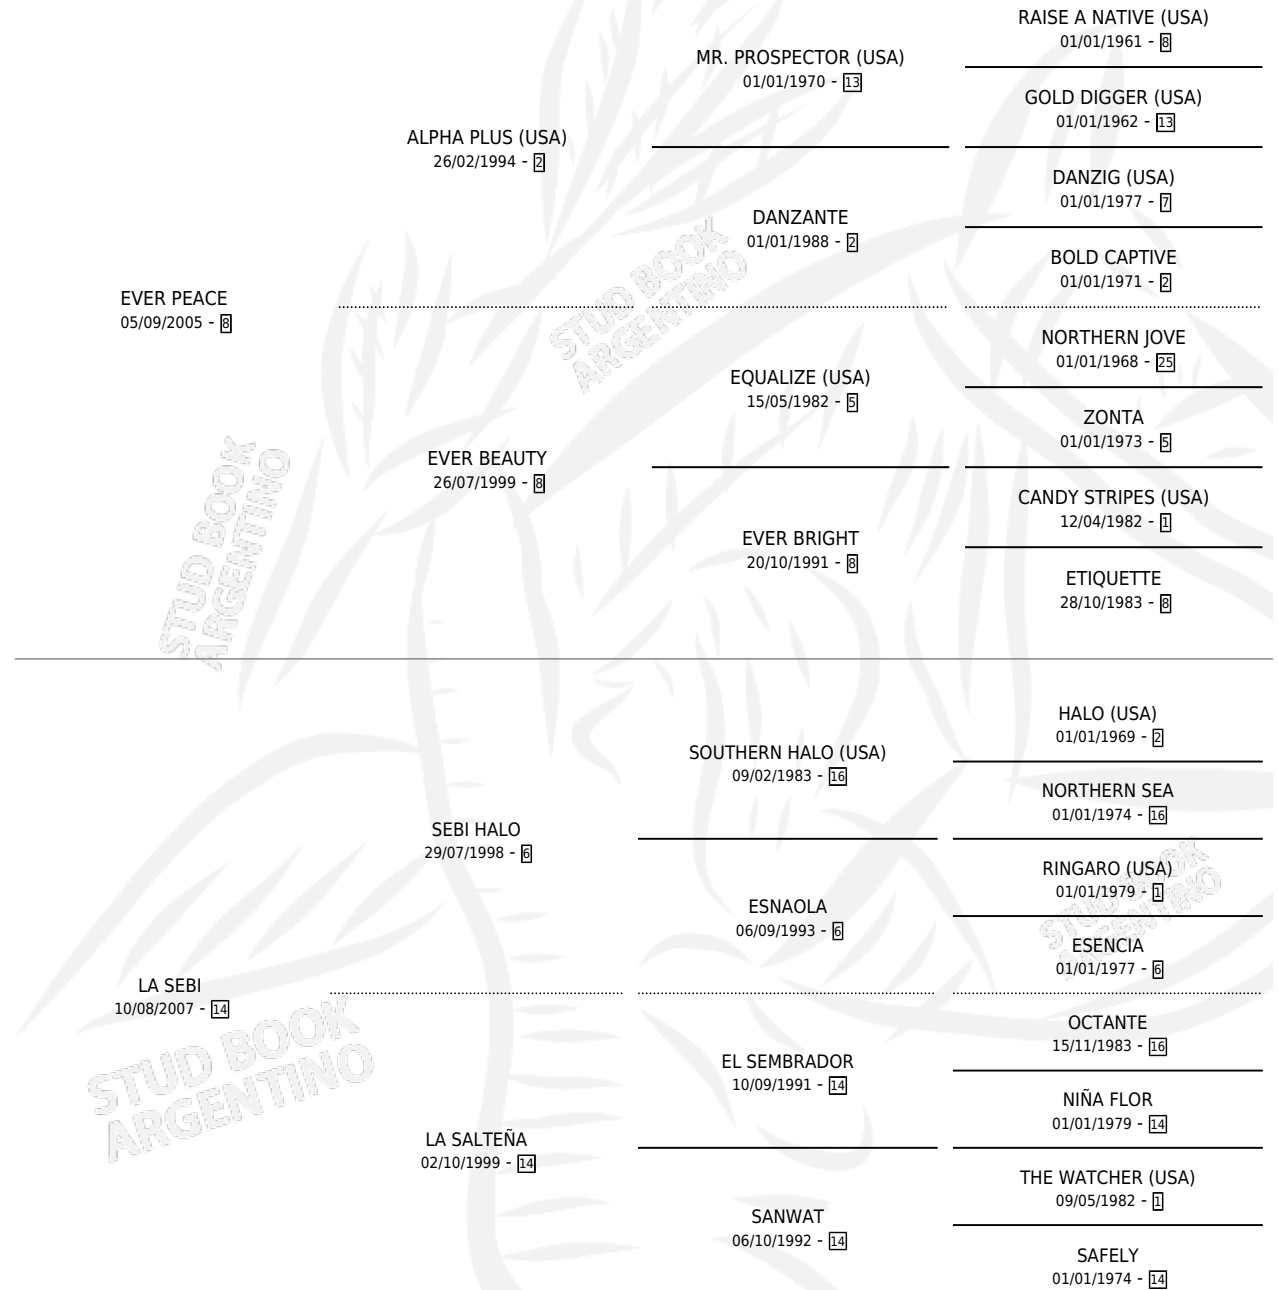 RAISE A NATIVE (USA)
01/01/1961 - 8
MR. PROSPECTOR (USA)
01/01/1970 - 13
GOLD DIGGER (USA)
01/01/1962 - 13
ALPHA PLUS (USA)
26/02/1994 - 2
DANZIG (USA)
01/01/1977 - 7
DANZANTE
01/01/1988 - 2
BOLD CAPTIVE
01/01/1971 - 2
EVER PEACE
05/09/2005 - 8
NORTHERN JOVE
01/01/1968 - 25
EQUALIZE (USA)
15/05/1982 - 5
ZONTA
01/01/1973 - 5
EVER BEAUTY
26/07/1999 - 8
CANDY STRIPES (USA)
12/04/1982 - 1
EVER BRIGHT
20/10/1991 - 8
ETIQUETTE
28/10/1983 - 8
HALO (USA)
01/01/1969 - 2
SOUTHERN HALO (USA)
09/02/1983 - 16
NORTHERN SEA
01/01/1974 - 16
SEBI HALO
29/07/1998 - 6
RINGARO (USA)
01/01/1979 - 1
ESNAOLA
06/09/1993 - 6
ESENCIA
01/01/1977 - 6
LA SEBI
10/08/2007 - 14
OCTANTE
15/11/1983 - 16
EL SEMBRADOR
10/09/1991 - 14
NIÑA FLOR
01/01/1979 - 14
LA SALTEÑA
02/10/1999 - 14
THE WATCHER (USA)
09/05/1982 - 1
SANWAT
06/10/1992 - 14
SAFELY
01/01/1974 - 14
STUD BOOK
ARGENTINO
STUD BOOK
ARGENTINO
STUD BOOK
ARGENTINO
STUD BOOK
ARGENTINO